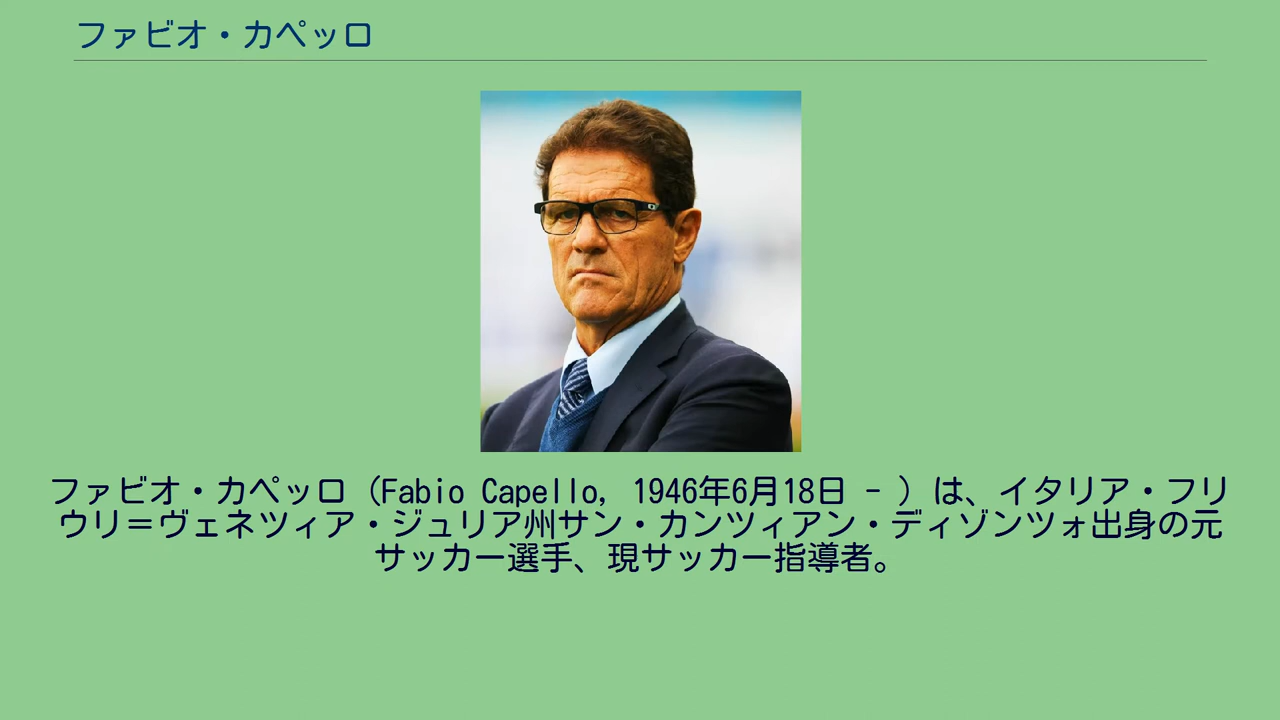 ファビオ・カペッロ
ファビオ・カペッロ（Fabio Capello, 1946年6月18日 - ）は、イタリア・フリ
ウリ＝ヴェネツィア・ジュリア州サン・カンツィアン・ディゾンツォ出身の元
サッカー選手、現サッカー指導者。